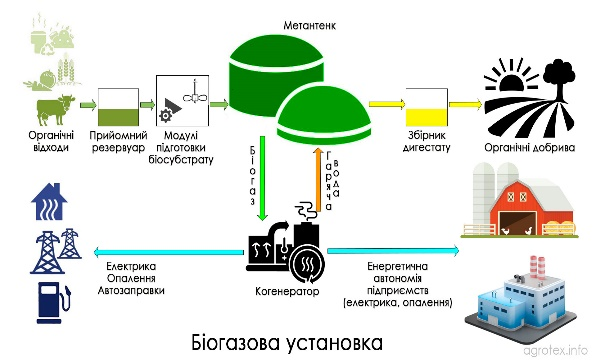 Метантенк
Органічні
відходи
Прийомний
резервуар
Модулі
підготовки
біосубстрату
Збірник
дигестату
Органічні добрива
Біогаз
Гаряча
вода
Електрика
Опалення
Автозаправки
Когенератор
Енергетична
автономія
підприємств
(електрика, опалення)
Біогазова установка
agrotex.info